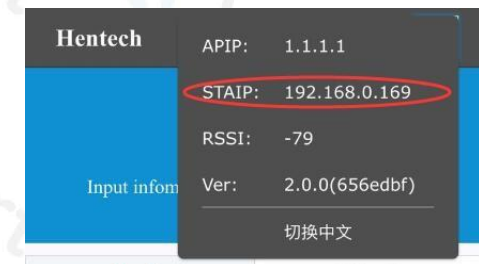 Hentech
APIP: 1.1.1.1
STAIP: 192.168.0.169
RSSI: -79
Input infom
Ver: 2.0.0(656edbf)
切换中文